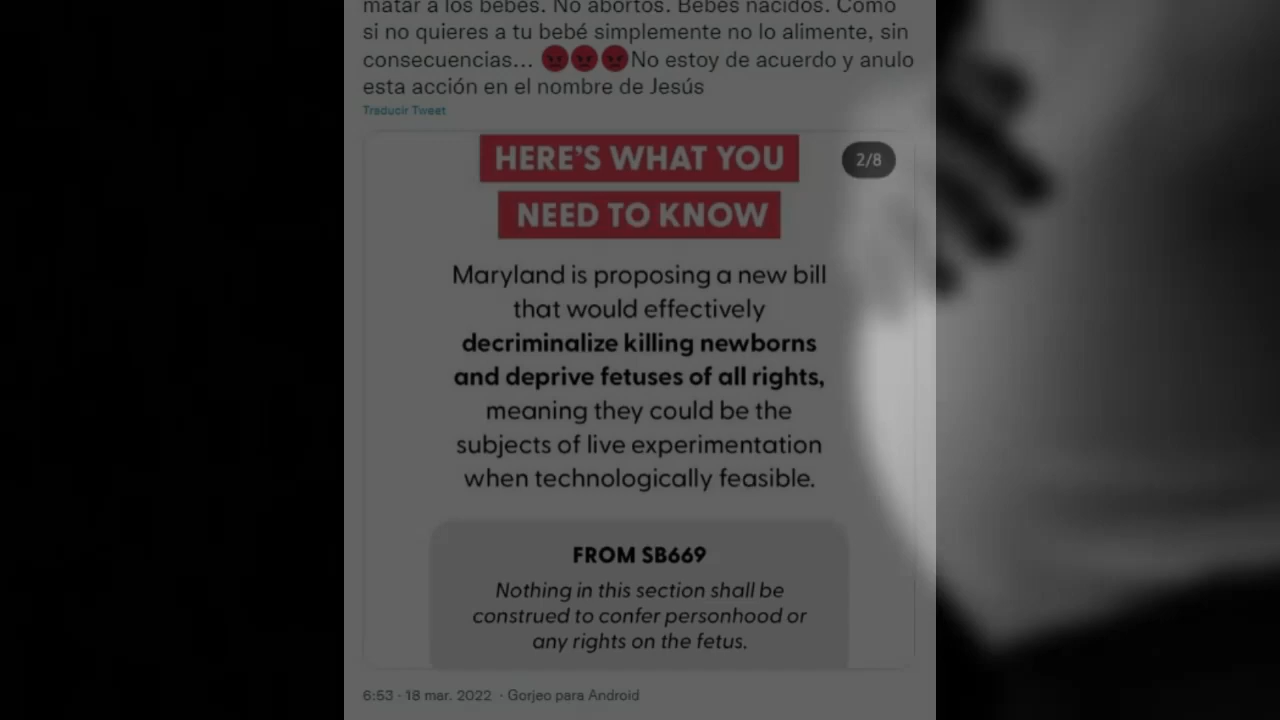 matar a los bebés. No abortos. Bebés nacidos. Como
si no quieres a tu bebé simplemente no lo alimente, sin
consecuencias... 😡😡😡No estoy de acuerdo y anulo
esta acción en el nombre de Jesús
Traducir Tweet
HERE'S WHAT YOU
2/8
NEED TO KNOW
Maryland is proposing a new bill
that would effectively
decriminalize killing newborns
and deprive fetuses of all rights,
meaning they could be the
subjects of live experimentation
when technologically feasible.
FROM SB669
Nothing in this section shall be
construed to confer personhood or
any rights on the fetus.
6:53 · 18 mar. 2022 · Gorjeo para Android